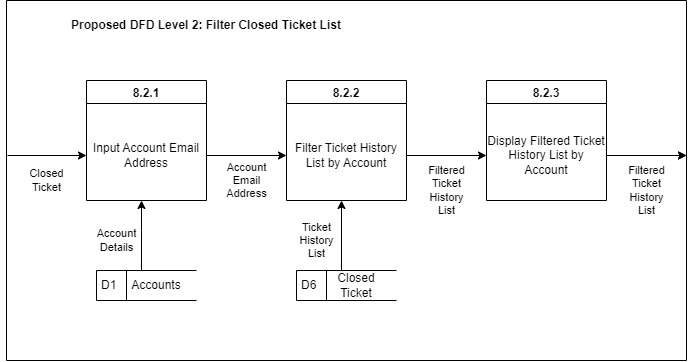 Proposed DFD Level 2: Filter Closed Ticket List
8.2.1
8.2.2
8.2.3
Input Account Email
Address
Filter Ticket History
List by Account
Display Filtered Ticket
History List by
Account
Closed
Ticket
Account
Email
Address
Filtered
Ticket
History
List
Filtered
Ticket
History
List
Account
Details
Ticket
History
List
D1
Accounts
D6
Closed
Ticket